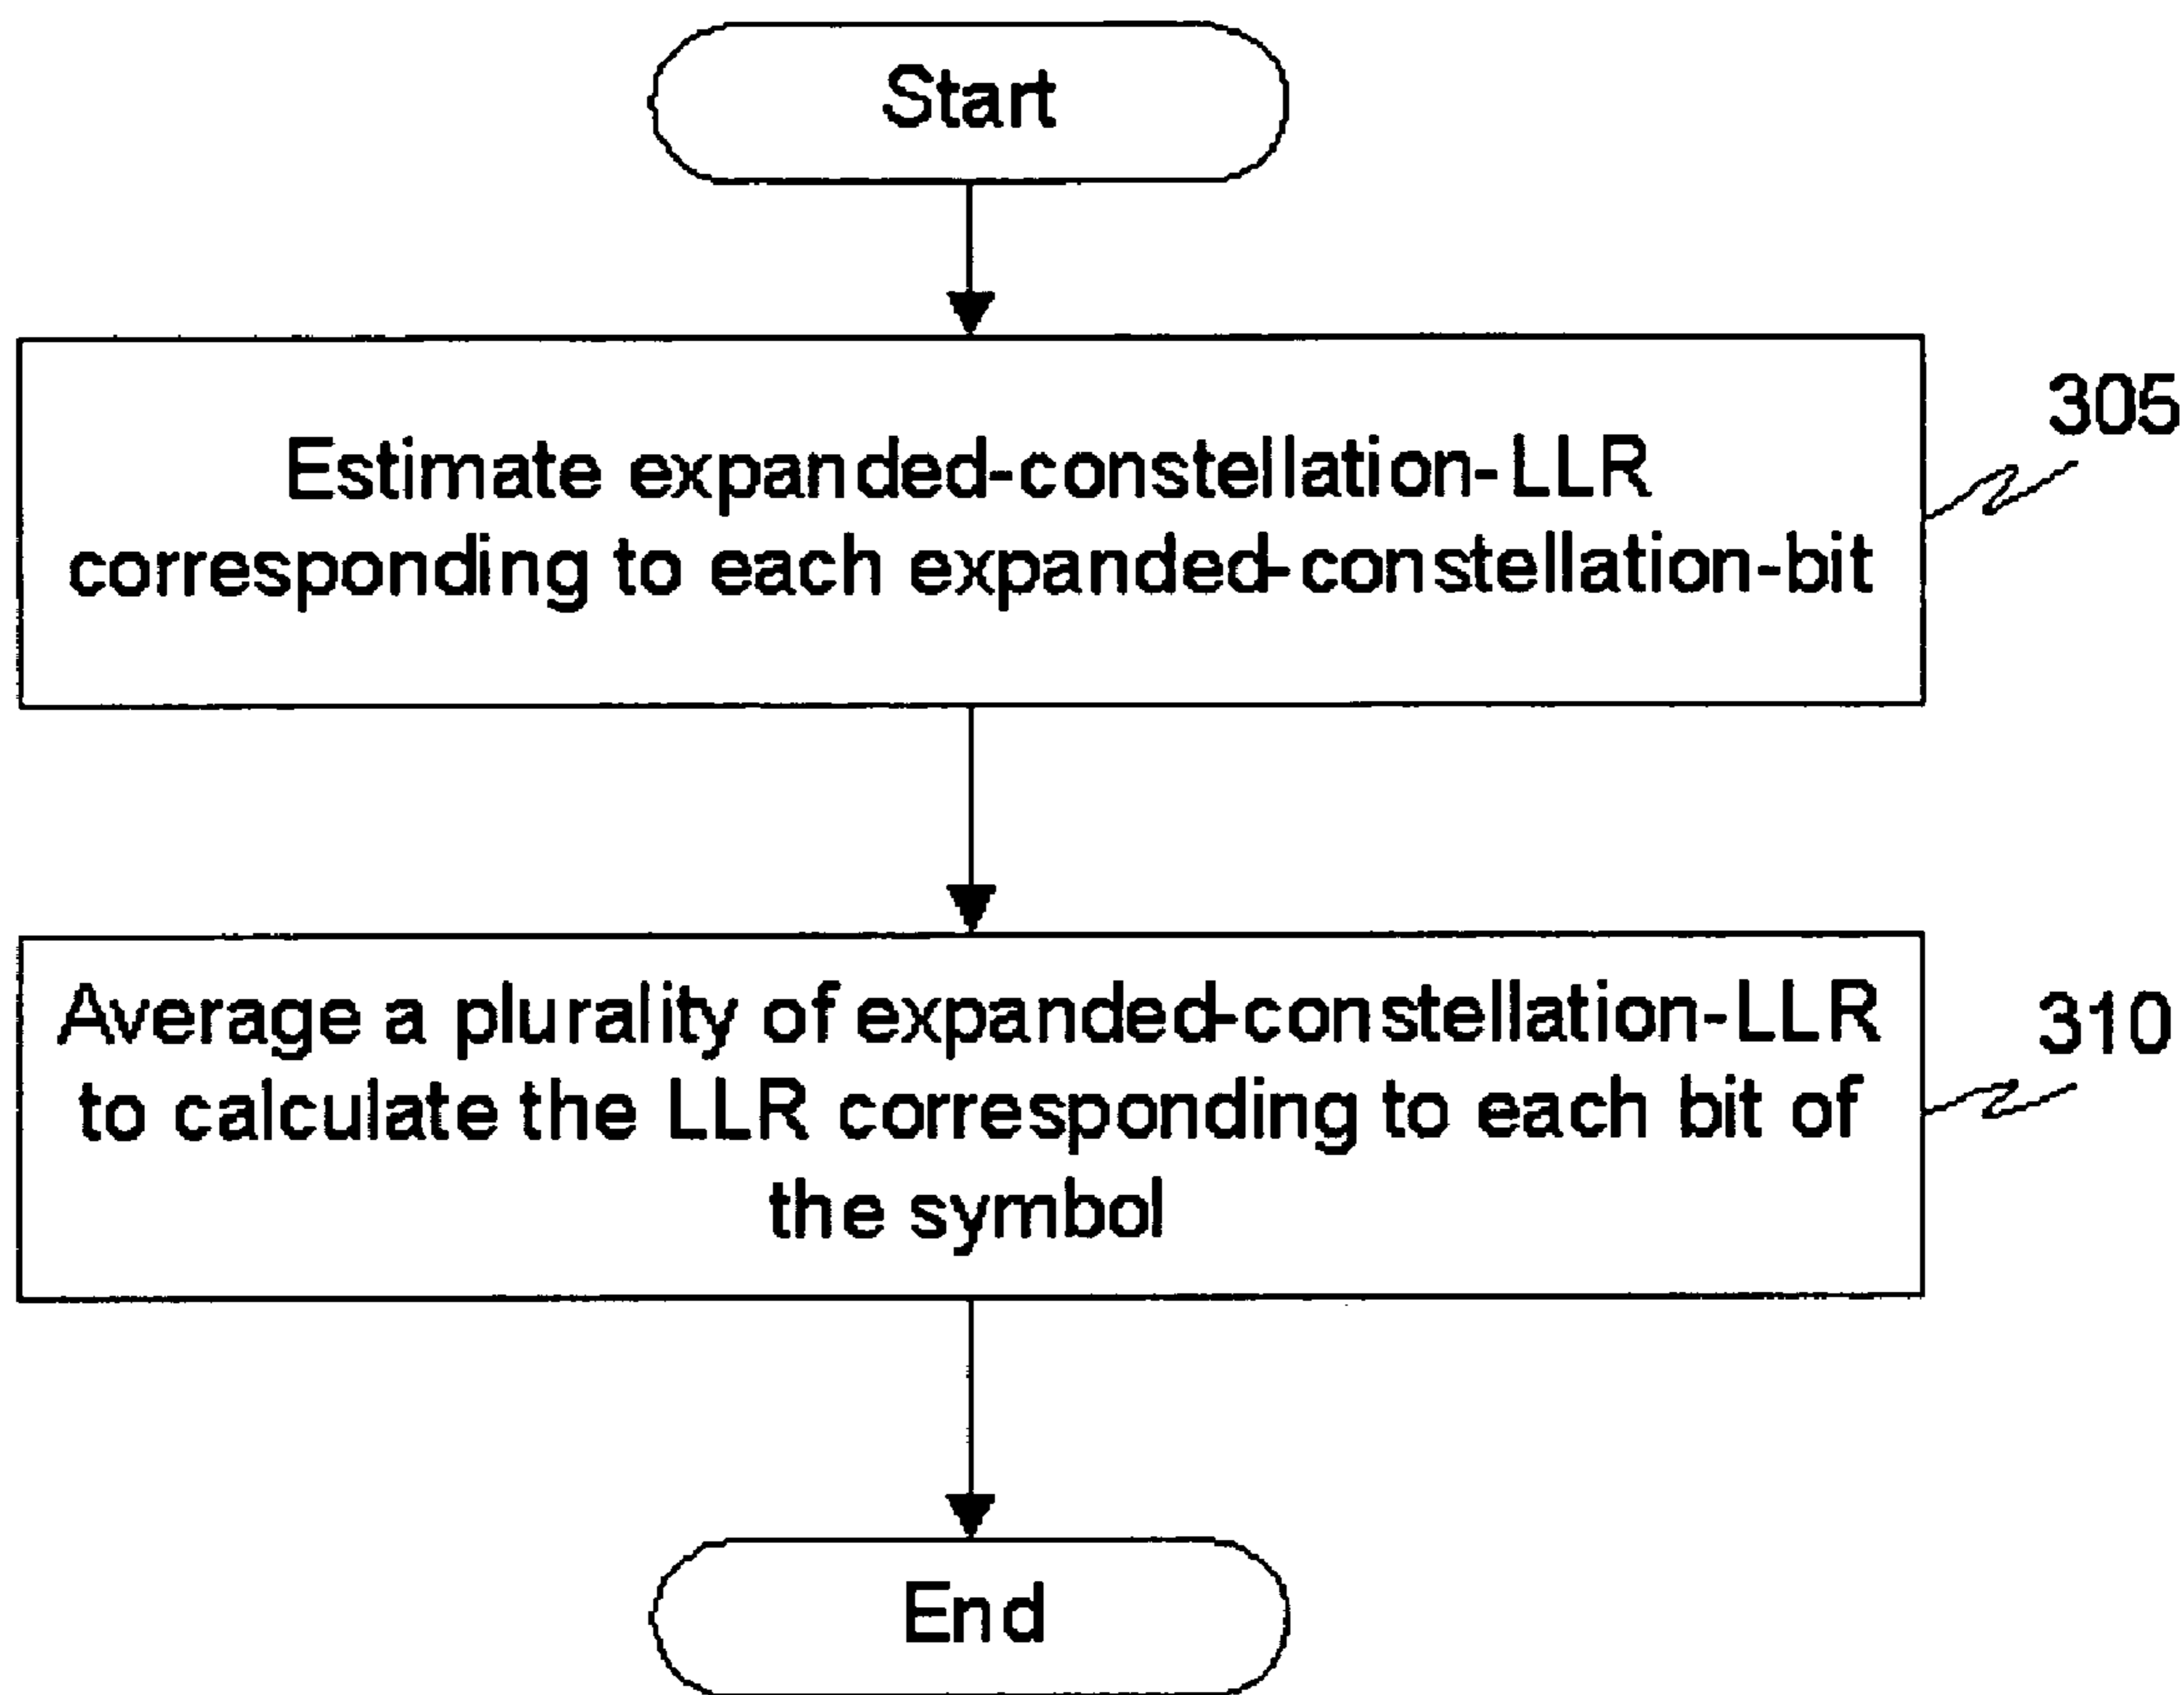 Start
Estimate expanded-constellation-LLR
305
corresponding to each expanded-constellation-bit
Average a plurality of expanded-constellation-LLR
310
to calculate the LLR corresponding to each bit of
the symbol
End